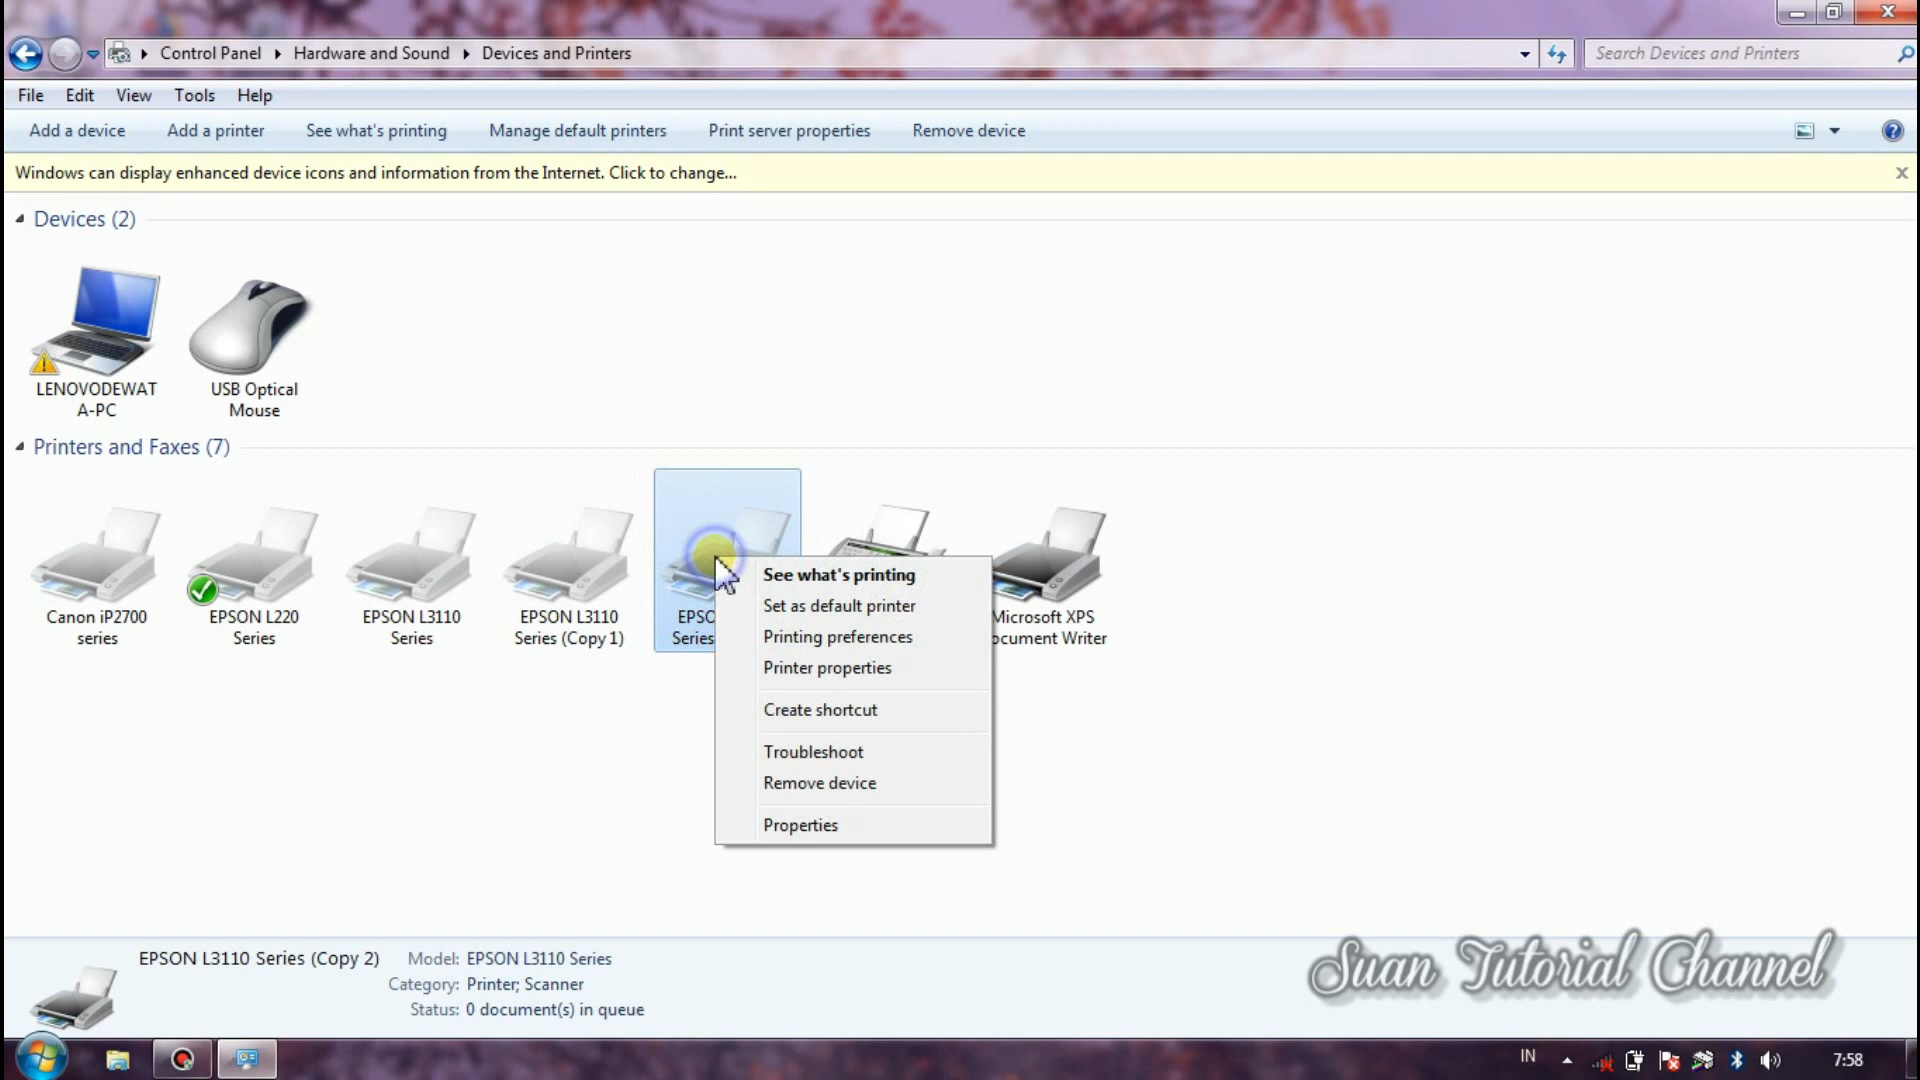 Control Panel
Hardware and Sound
Devices and Printers
Search Devices and Printers
File Edit View Tools Help
Add a device
Add a printer
See what's printing
Manage default printers
Print server properties
Remove device
Windows can display enhanced device icons and information from the Internet. Click to change...
Devices (2)
LENOVODEWAT
A-PC
USB Optical
Mouse
Printers and Faxes (7)
Canon iP2700
series
EPSON L220
Series
EPSON L3110
Series
EPSON L3110
Series (Copy 1)
Series
Microsoft XPS
Writer
See what's printing
Set as default printer
Printing preferences
Printer properties
Create shortcut
Troubleshoot
Remove device
Properties
EPSON L3110 Series (Copy 2)
Model: EPSON L3110 Series
Category: Printer; Scanner
Status: 0 document(s) in queue
Suan Tutorial Channel
IN
7:58